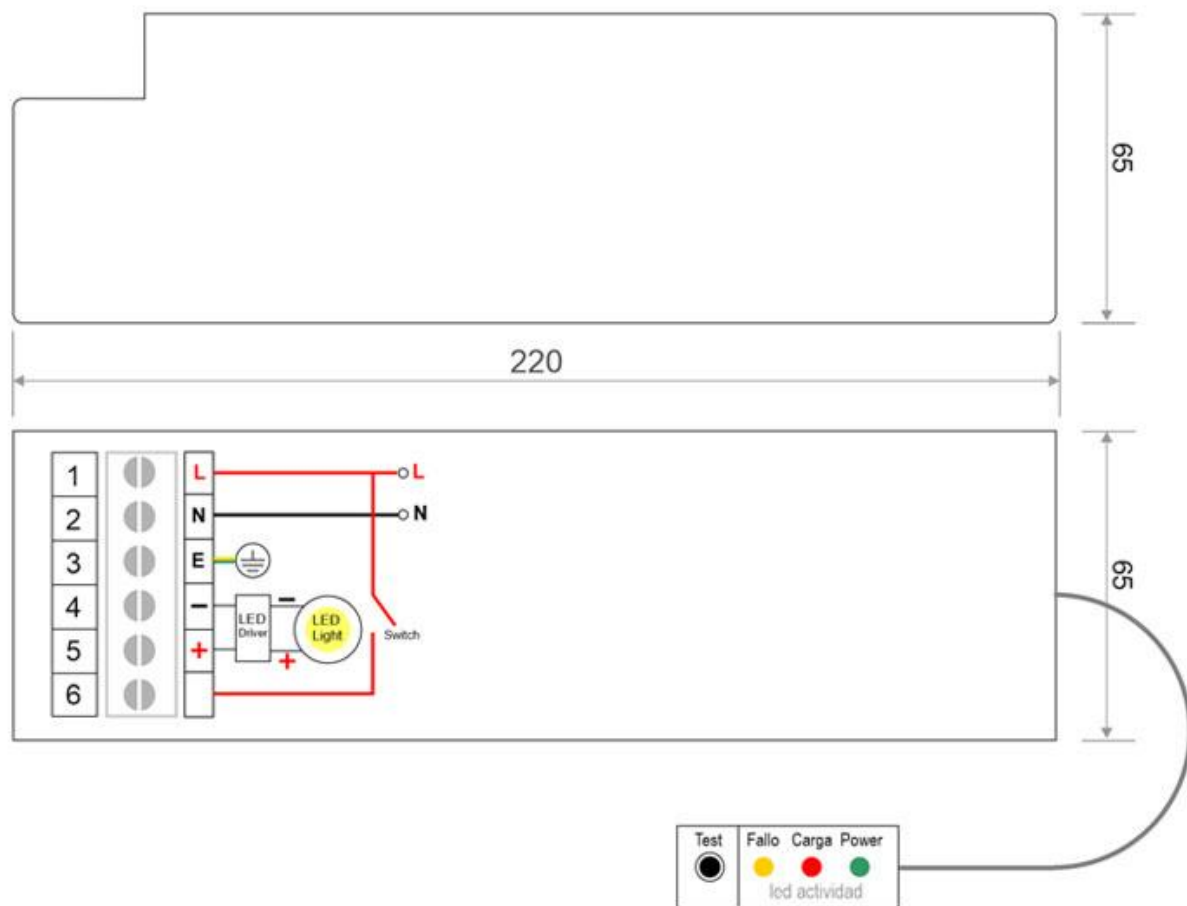 65
220
1 L L
2 N N
3 E
4 − LED Driver − LED Light
5 + + Switch
6
65
Test Fallo Carga Power
led actividad